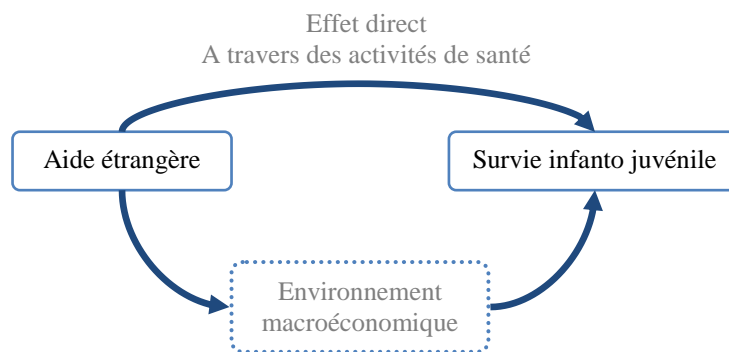 Effet direct
A travers des activités de santé
Aide étrangère
Survie infanto juvénile
Environnement
macroéconomique